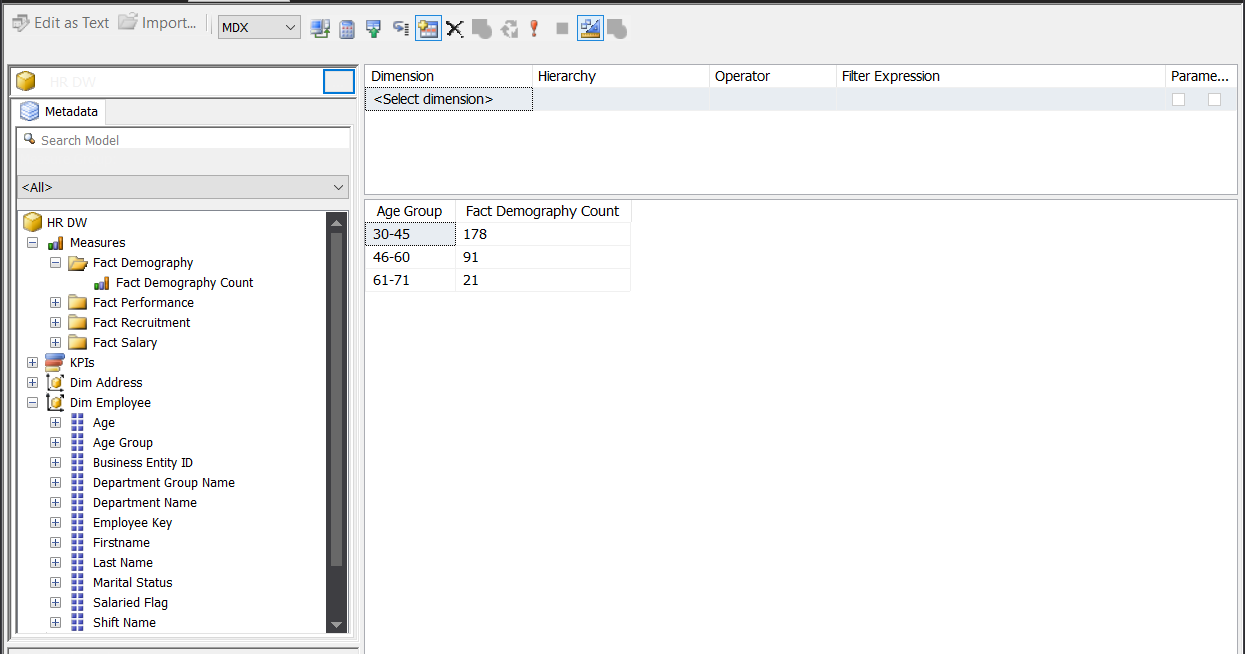 Edit as Text Import... MDX
HR DW
Metadata
Search Model
<All>
HR DW
Measures
Fact Demography
Fact Demography Count
Fact Performance
Fact Recruitment
Fact Salary
KPIs
Dim Address
Dim Employee
Age
Age Group
Business Entity ID
Department Group Name
Department Name
Employee Key
Firstname
Last Name
Marital Status
Salaried Flag
Shift Name
Dimension Hierarchy Operator Filter Expression Parame...
<Select dimension>
Age Group Fact Demography Count
30-45 178
46-60 91
61-71 21